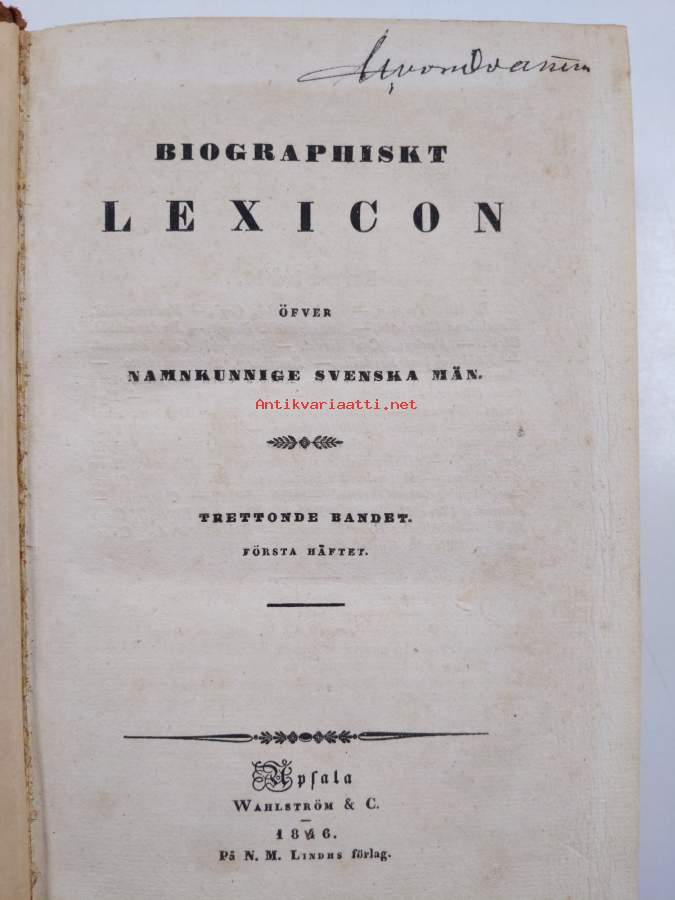 BIOGRAPHISKT
LEXICON
ÖFVER
NAMNKUNNIGE SVENSKA MÄN.
Antikvariaatti.net
TRETTONDE BANDET.
FÖRSTA HÄFTET.
Upsala
WAHLSTRÖM & C.
1846.
På N. M. LINDHS förlag.